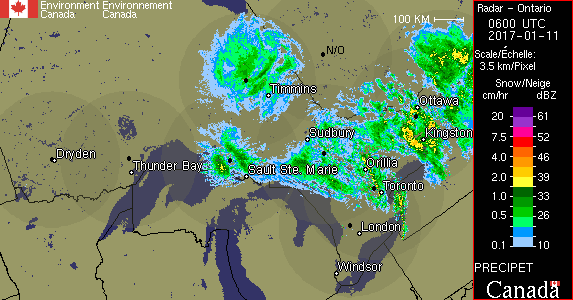 Environment Environnement
Canada Canada
100 KM
Radar - Ontario
0600 UTC
2017-01-11
Scale/Échelle:
3.5 km/Pixel
Snow/Neige
cm/hr dBZ
20 61
7.5 52
4.0 46
2.0 39
1.0 33
0.5 26
0.1 10
N/O
Timmins
Ottawa
Sudbury
Kingston
Dryden
Thunder Bay
Sault Ste. Marie
Orillia
Toronto
London
Windsor
PRECIPET
Canada